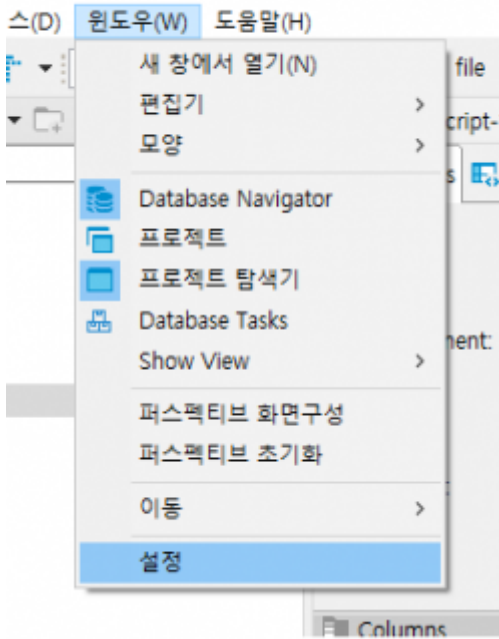 스(D) 윈도우(W) 도움말(H)
새 창에서 열기(N)
file
편집기
cript-
모양
s
Database Navigator
프로젝트
프로젝트 탐색기
Database Tasks
nent:
Show View
퍼스펙티브 화면구성
퍼스펙티브 초기화
이동
설정
Columns